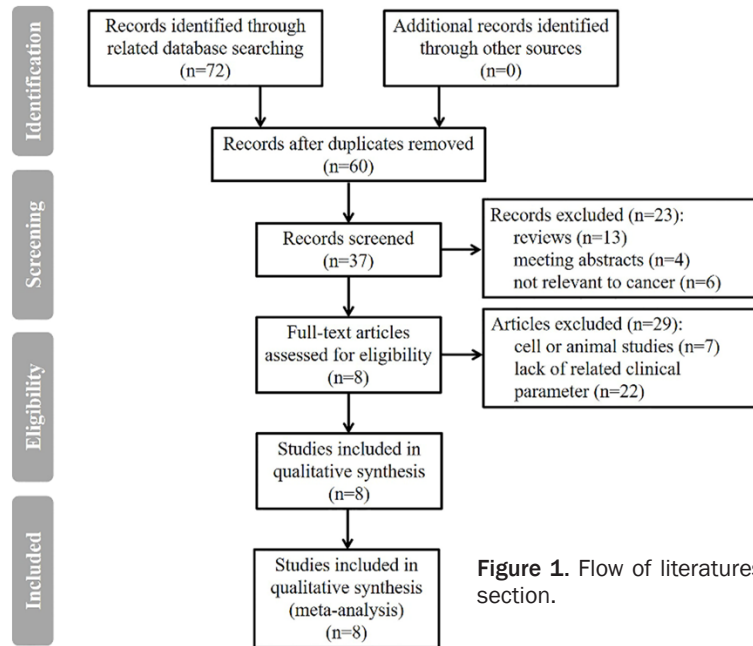 Identification
Records identified through
related database searching
(n=72)
Additional records identified
through other sources
(n=0)
Records after duplicates removed
(n=60)
Screening
Records screened
(n=37)
Records excluded (n=23):
reviews (n=13)
meeting abstracts (n=4)
not relevant to cancer (n=6)
Eligibility
Full-text articles
assessed for eligibility
(n=8)
Articles excluded (n=29):
cell or animal studies (n=7)
lack of related clinical
parameter (n=22)
Studies included in
qualitative synthesis
(n=8)
Included
Studies included in
qualitative synthesis
(meta-analysis)
(n=8)
Figure 1. Flow of literatures
section.